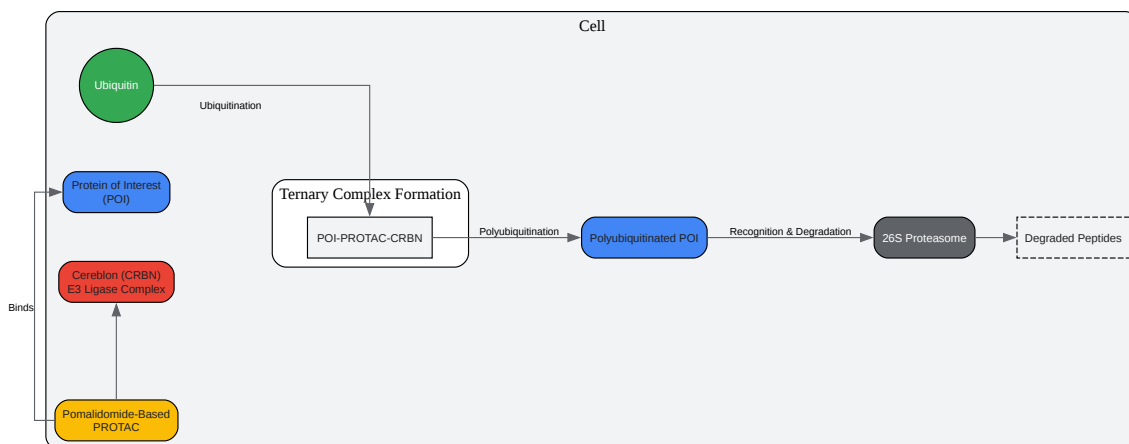 Cell
Ubiquitin
Ubiquitination
Protein of Interest
(POI)
Ternary Complex Formation
POI-PROTAC-CRBN
Polyubiquitination
Polyubiquitinated POI
Recognition & Degradation
26S Proteasome
Degraded Peptides
Cereblon (CRBN)
E3 Ligase Complex
Binds
Pomalidomide-Based
PROTAC